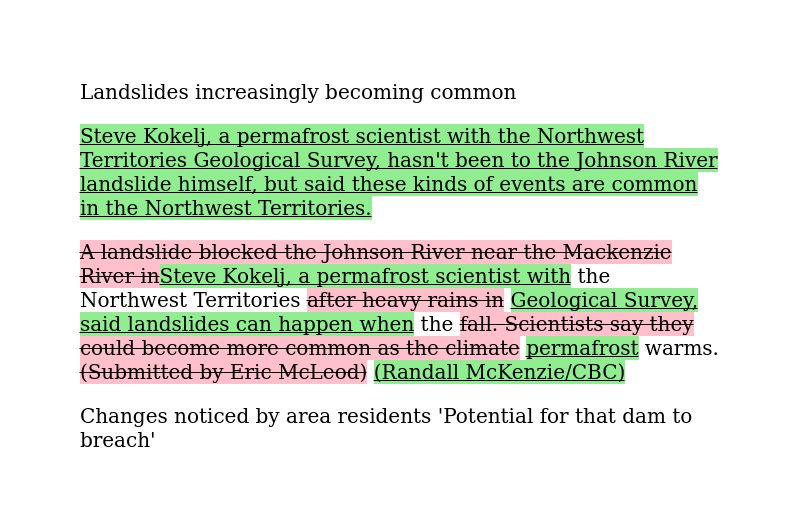 Landslides increasingly becoming common
Steve Kokelj, a permafrost scientist with the Northwest
Territories Geological Survey, hasn't been to the Johnson River
landslide himself, but said these kinds of events are common
in the Northwest Territories.
A landslide blocked the Johnson River near the Mackenzie
River inSteve Kokelj, a permafrost scientist with the
Northwest Territories after heavy rains in Geological Survey,
said landslides can happen when the fall. Scientists say they
could become more common as the climate permafrost warms.
(Submitted by Eric McLeod) (Randall McKenzie/CBC)
Changes noticed by area residents 'Potential for that dam to
breach'